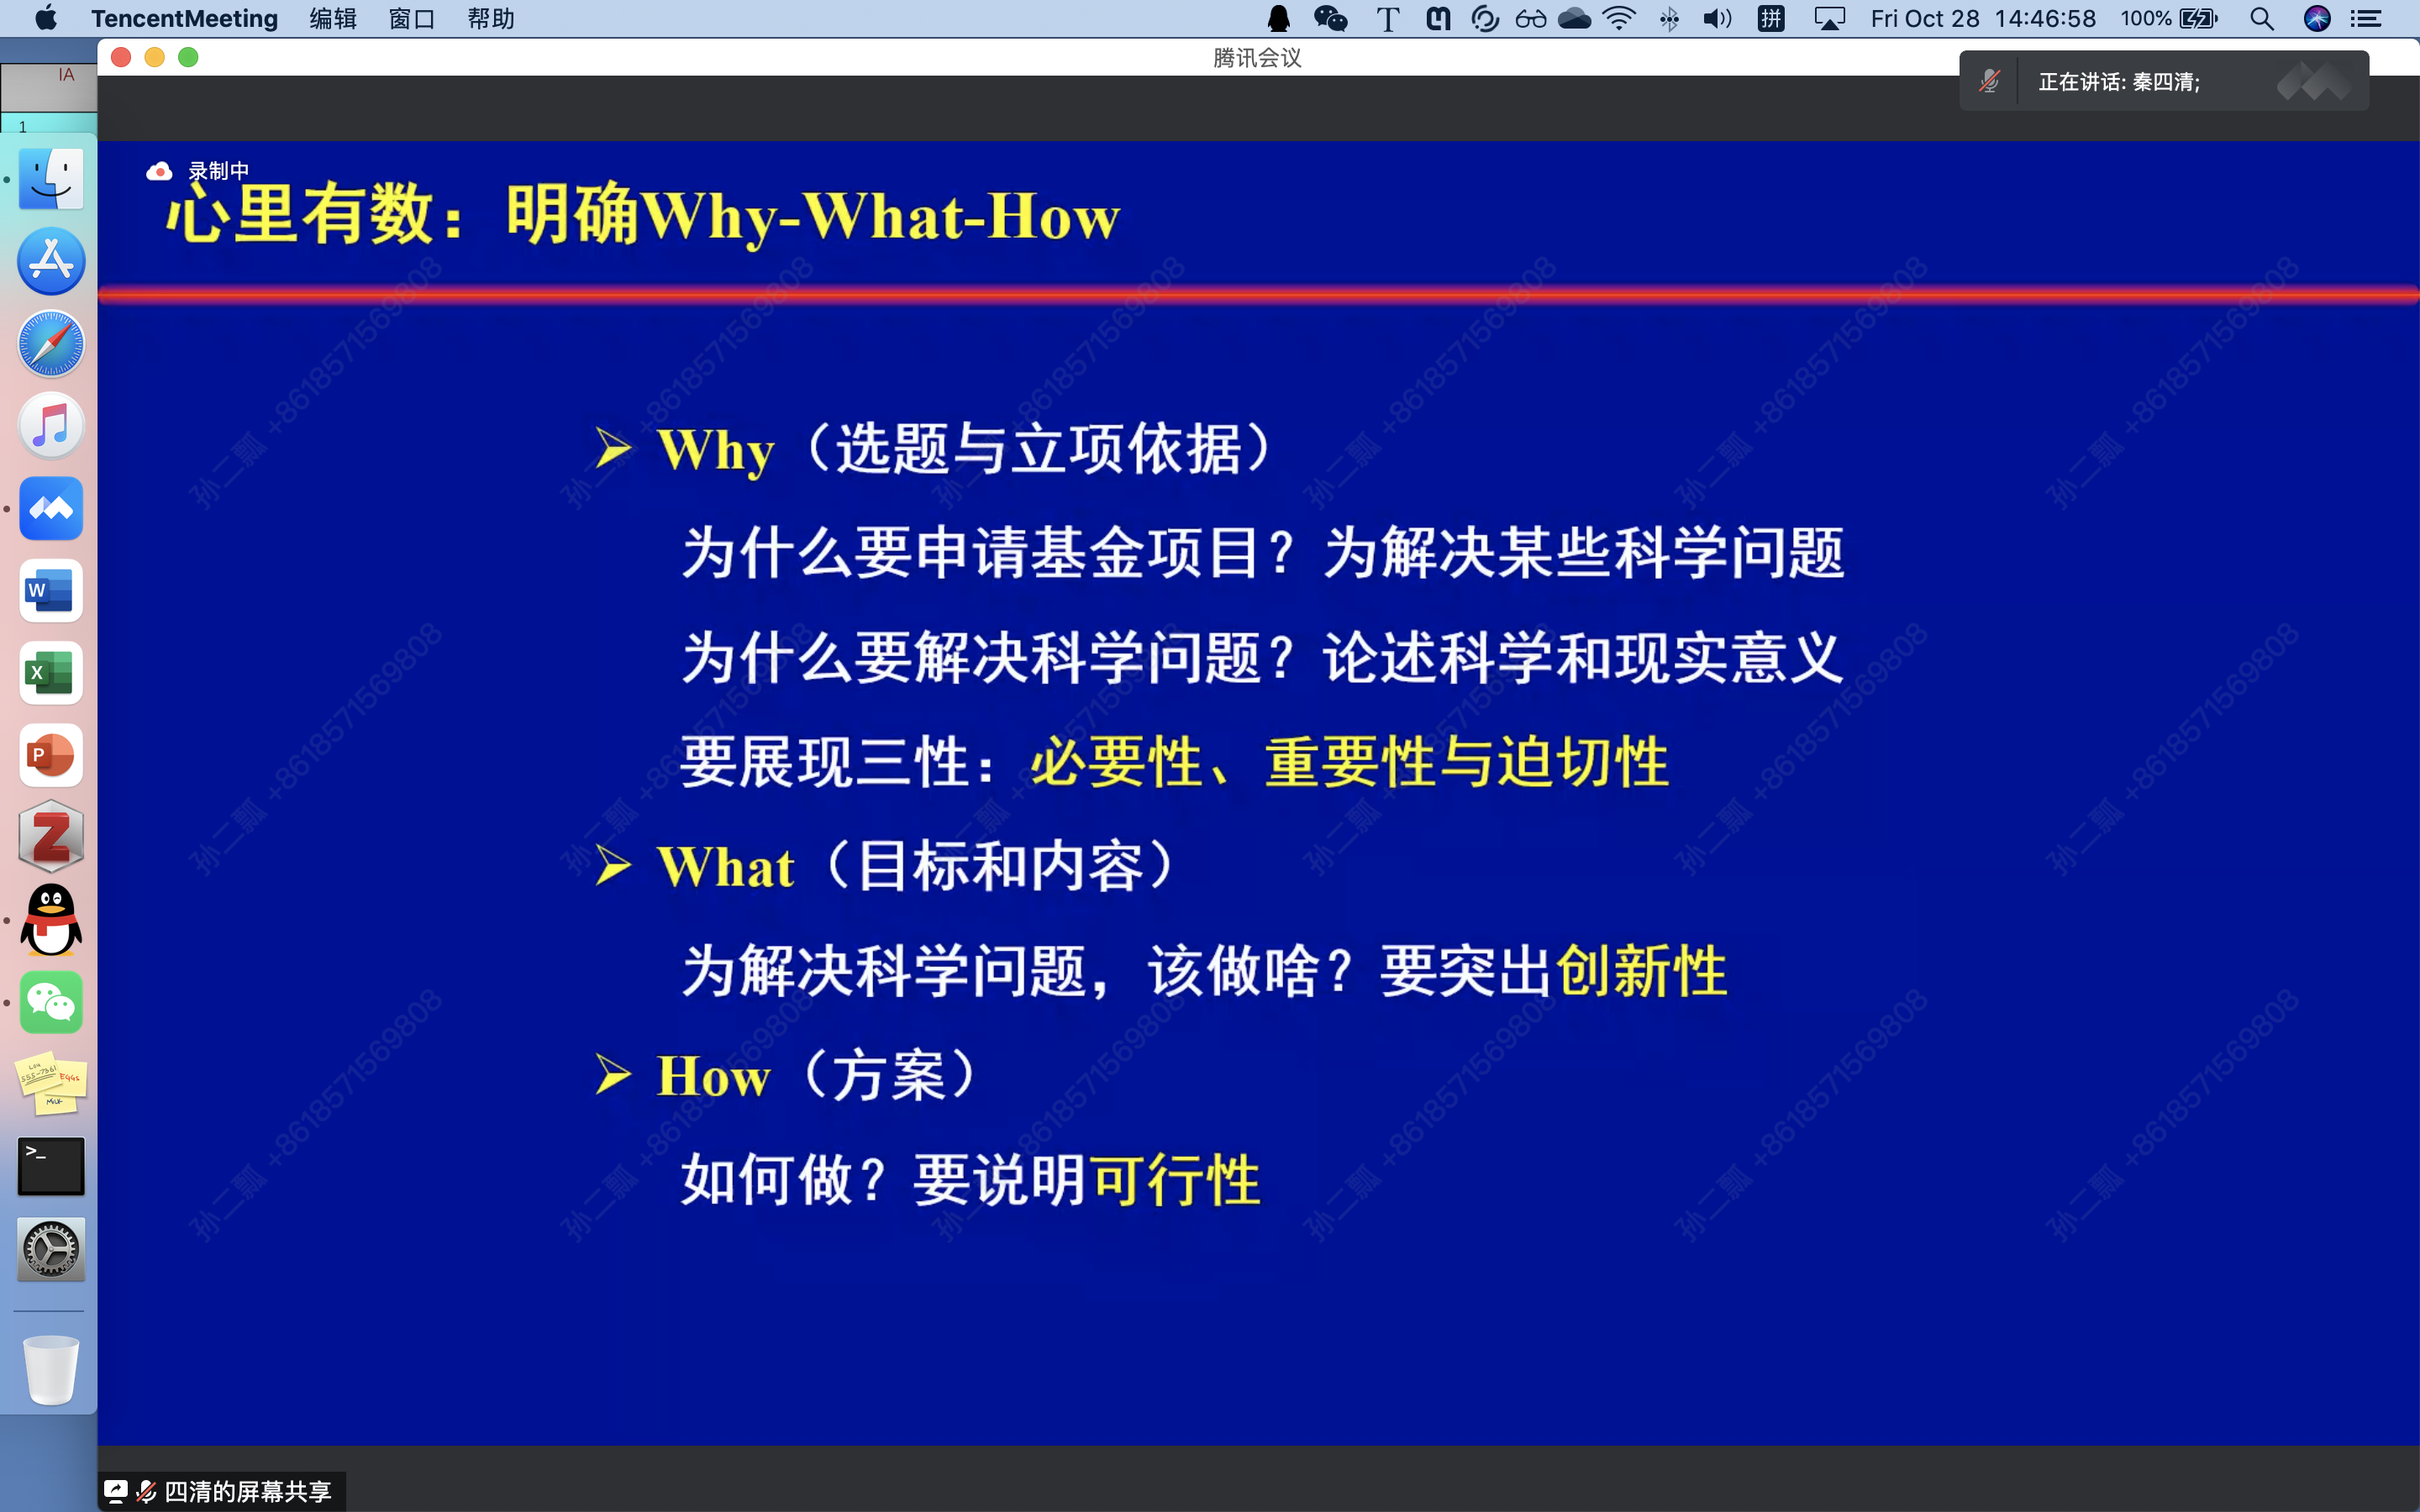 TencentMeeting 编辑 窗口 帮助
Fri Oct 28 14:46:58 100%
腾讯会议
正在讲话: 秦四清;
IA
1
录制中
心里有数：明确Why-What-How
Why（选题与立项依据）
为什么要申请基金项目？为解决某些科学问题
为什么要解决科学问题？论述科学和现实意义
要展现三性：必要性、重要性与迫切性
What（目标和内容）
为解决科学问题，该做啥？要突出创新性
How（方案）
如何做？要说明可行性
孙二瓢 +8618571569808
四清的屏幕共享